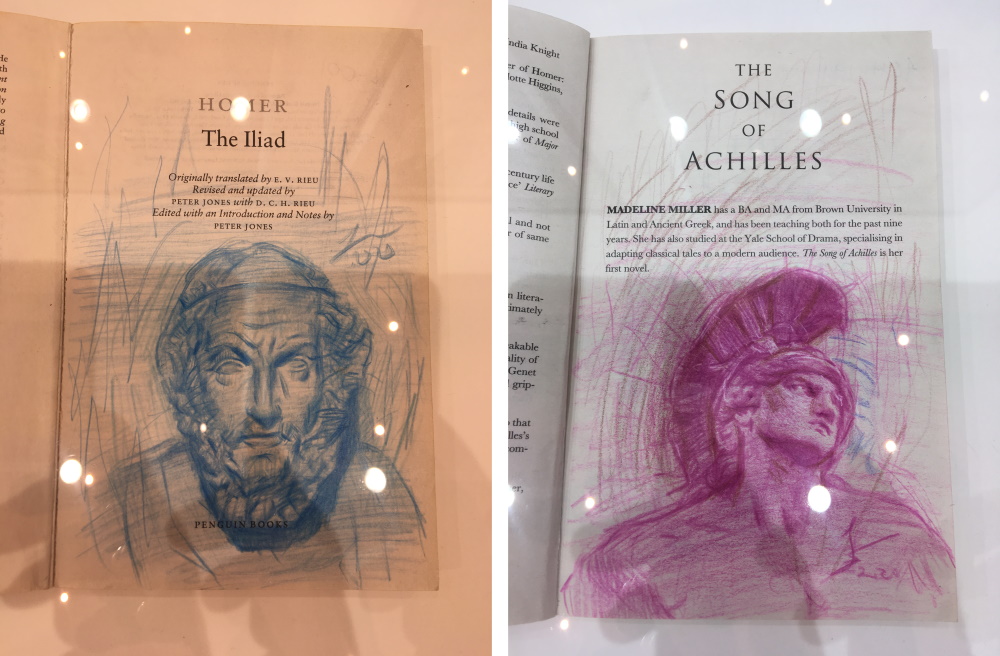 HOMER
The Iliad
Originally translated by E. V. RIEU
Revised and updated by
PETER JONES with D. C. H. RIEU
Edited with an Introduction and Notes by
PETER JONES
PENGUIN BOOKS
ndia Knight
er of Homer:
lotte Higgins,
details were
high school
of Major
century life
ce' Literary
l and not
r of same
n litera-
timately
eakable
ality of
Genet
l grip-
that
lles's
om-
er,
THE
SONG
OF
ACHILLES
MADELINE MILLER has a BA and MA from Brown University in
Latin and Ancient Greek, and has been teaching both for the past nine
years. She has also studied at the Yale School of Drama, specialising in
adapting classical tales to a modern audience. The Song of Achilles is her
first novel.